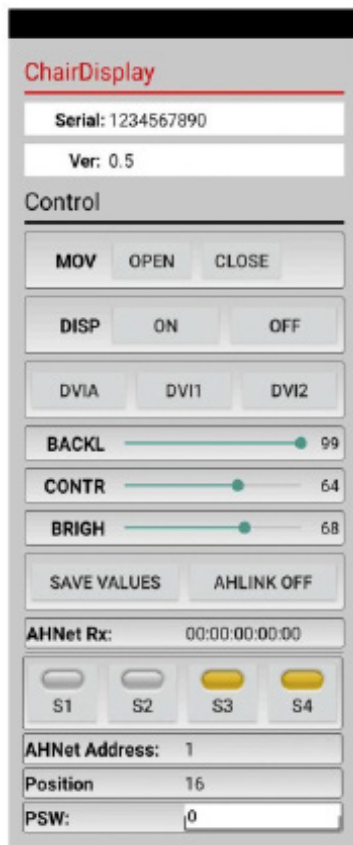 ChairDisplay
Serial: 1234567890
Ver: 0.5
Control
MOV OPEN CLOSE
DISP ON OFF
DVIA DVI1 DVI2
BACKL 99
CONTR 64
BRIGH 68
SAVE VALUES AHLINK OFF
AHNet Rx: 00:00:00:00:00
S1 S2 S3 S4
AHNet Address: 1
Position 16
PSW: 0